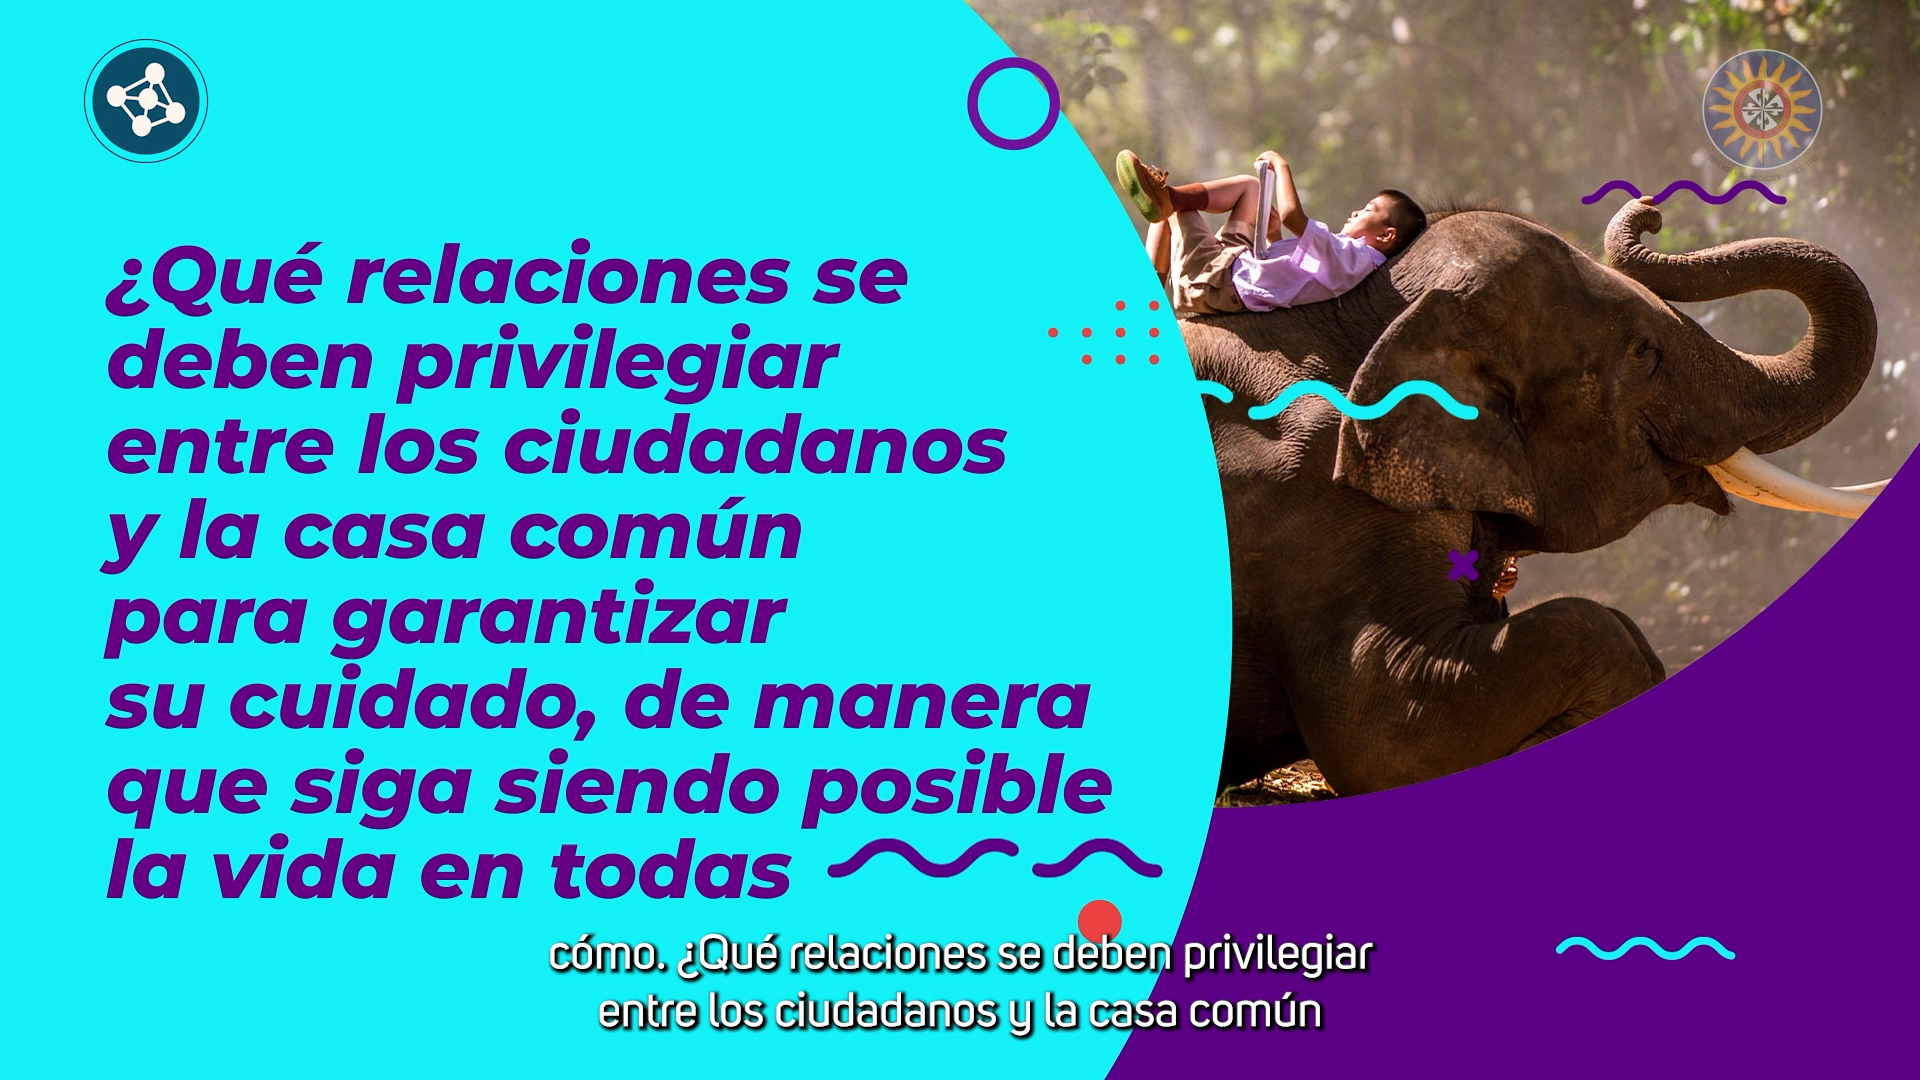 ¿Qué relaciones se
deben privilegiar
entre los ciudadanos
y la casa común
para garantizar
su cuidado, de manera
que siga siendo posible
la vida en todas
cómo. ¿Qué relaciones se deben privilegiar
entre los ciudadanos y la casa común